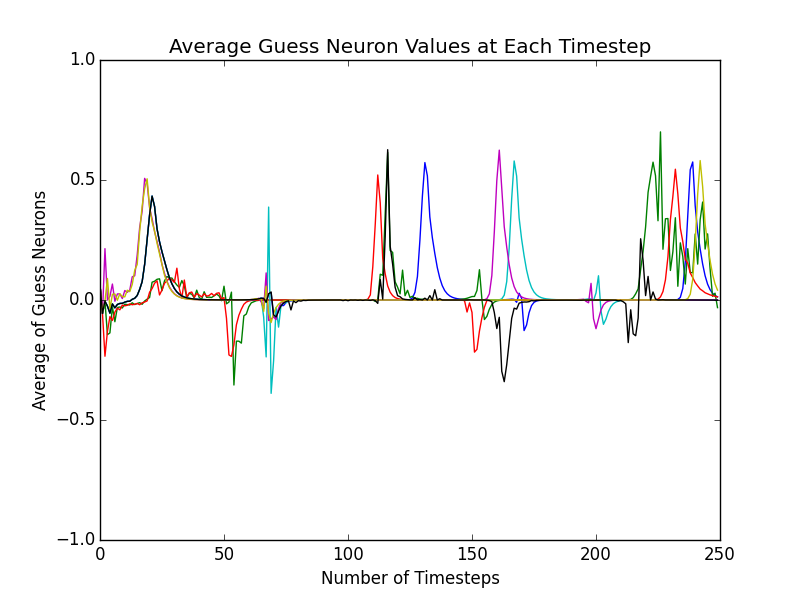 Average Guess Neuron Values at Each Timestep
1.0
0.5
0.0
−0.5
−1.0
Average of Guess Neurons
0 50 100 150 200 250
Number of Timesteps